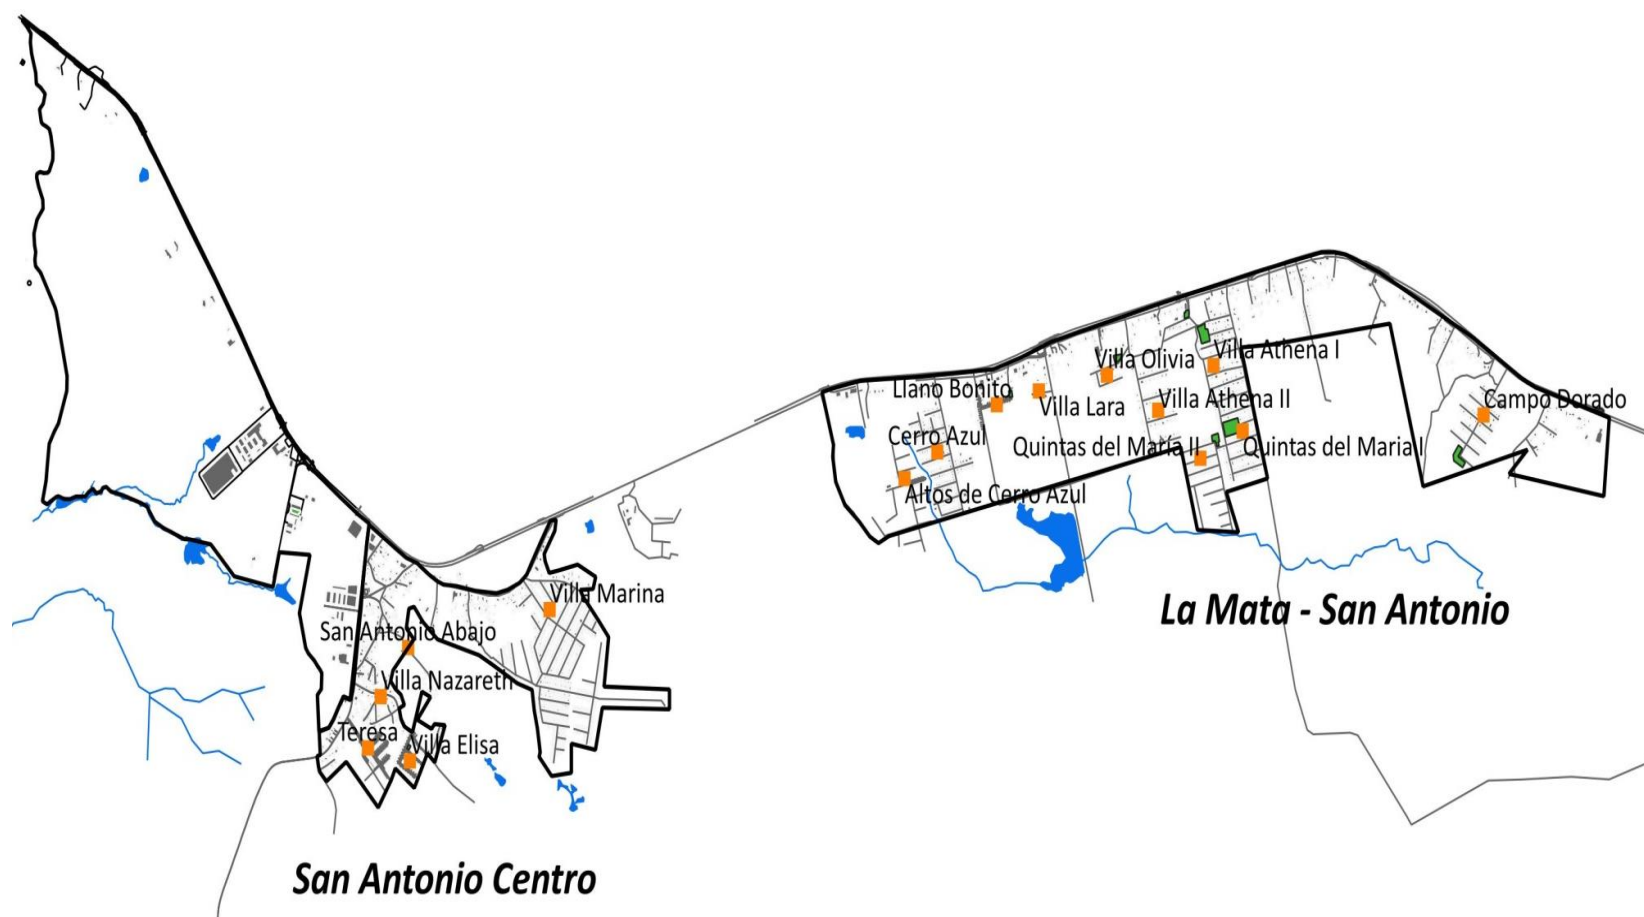 Villa Athena I
Villa Olivia
Llano Bonito
Villa Lara
Villa Athena II
Campo Dorado
Cerro Azul
Quintas del Maria II
Quintas del Maria I
Altos de Cerro Azul
Villa Marina
La Mata - San Antonio
San Antonio Abajo
Villa Nazareth
Teresa
Villa Elisa
San Antonio Centro